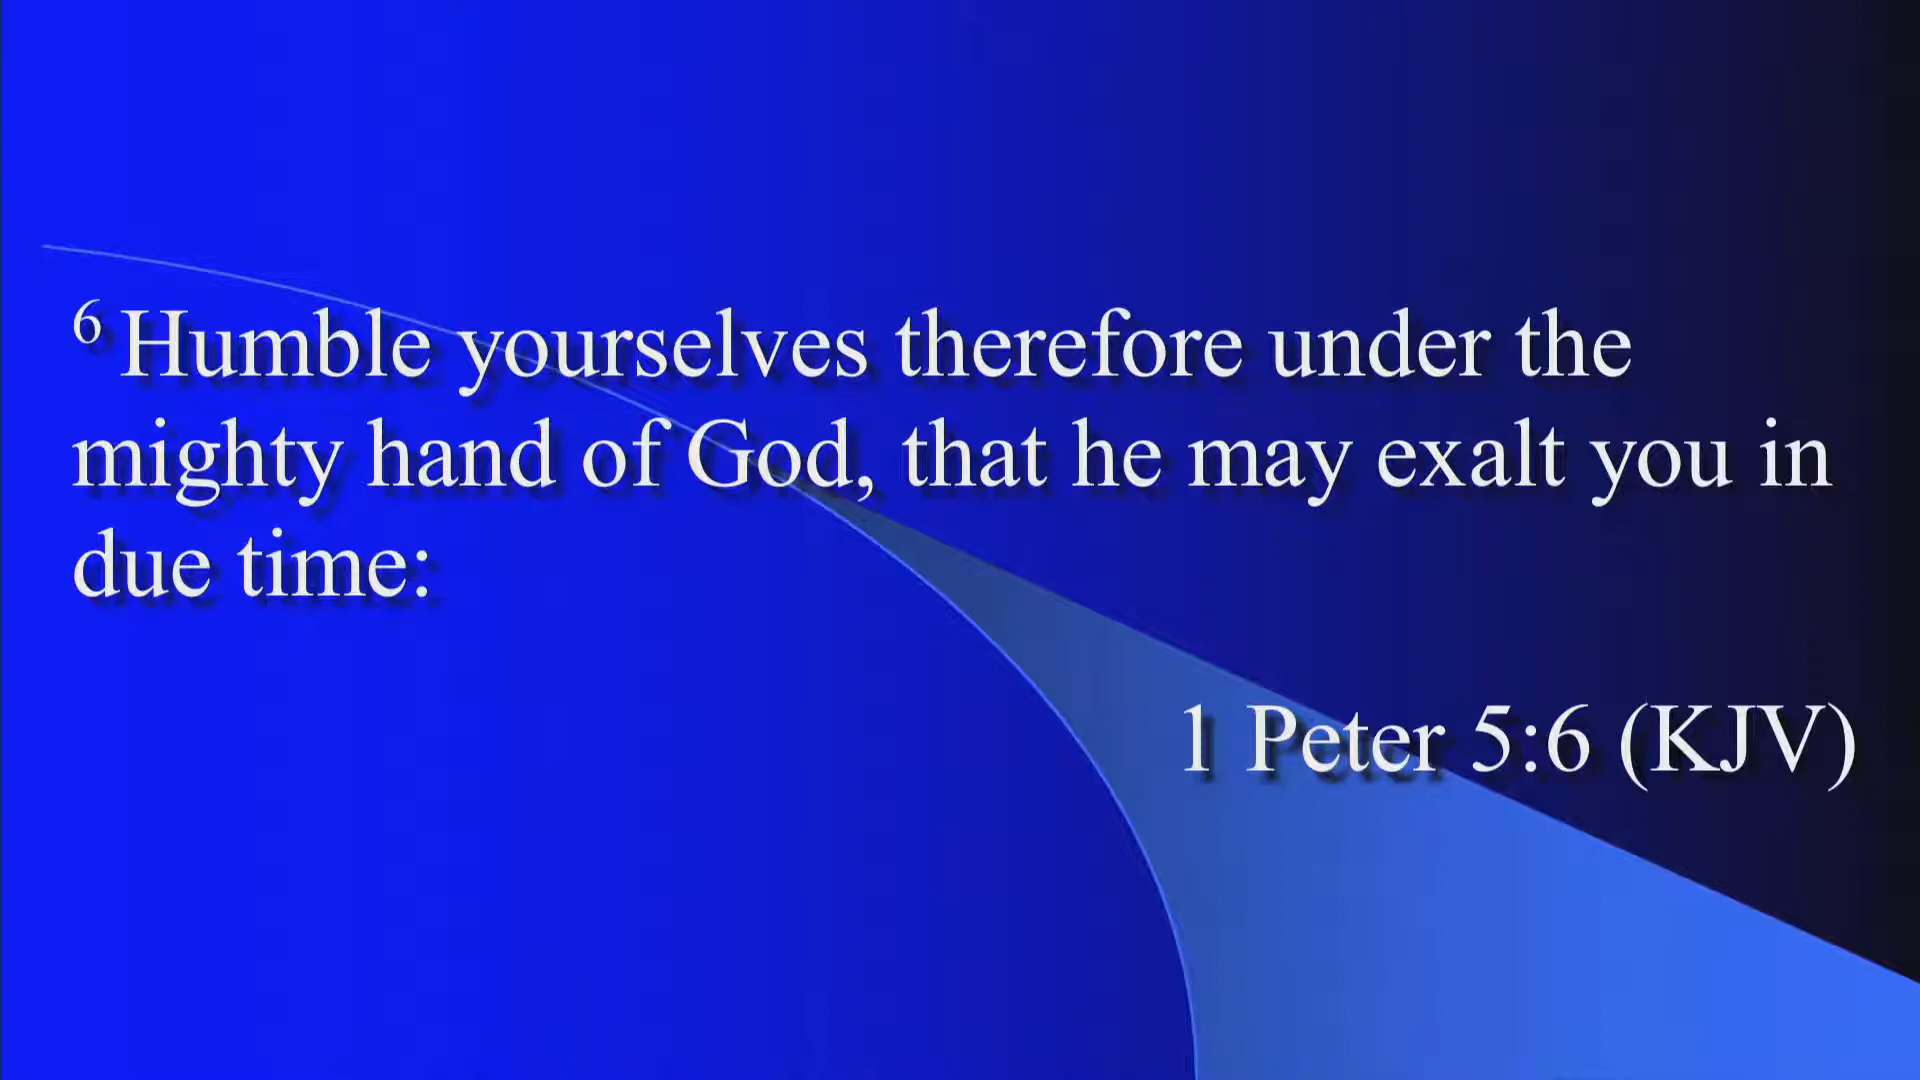 6 Humble yourselves therefore under the
mighty hand of God, that he may exalt you in
due time:
1 Peter 5:6 (KJV)